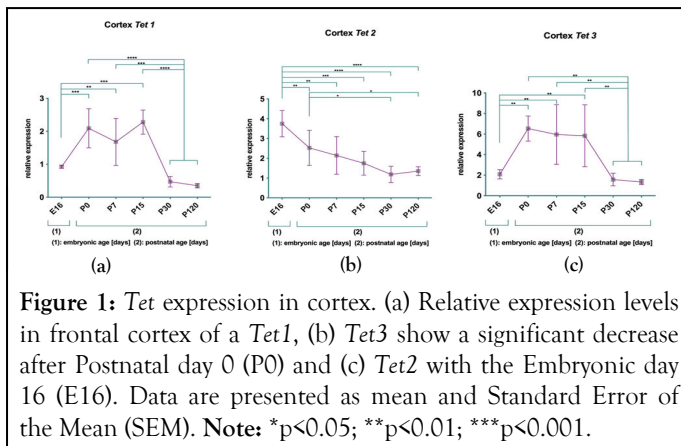 Cortex Tet 1
Cortex Tet 2
Cortex Tet 3
****
***
****
***
**
***
relative expression
3
2
1
0
E16
P0
P7
P15
P30
P120
(1)
(2)
(1): embryonic age [days] (2): postnatal age [days]
(a)
****
****
***
**
**
*
*
relative expression
5
4
3
2
1
0
E16
P0
P7
P15
P30
P120
(1)
(2)
(1): embryonic age [days] (2): postnatal age [days]
(b)
**
**
**
**
**
**
relative expression
10
8
6
4
2
0
E16
P0
P7
P15
P30
P120
(1)
(2)
(1): embryonic age [days] (2): postnatal age [days]
(c)
Figure 1: Tet expression in cortex. (a) Relative expression levels
in frontal cortex of a Tet1, (b) Tet3 show a significant decrease
after Postnatal day 0 (P0) and (c) Tet2 with the Embryonic day
16 (E16). Data are presented as mean and Standard Error of
the Mean (SEM). Note: *p<0.05; **p<0.01; ***p<0.001.